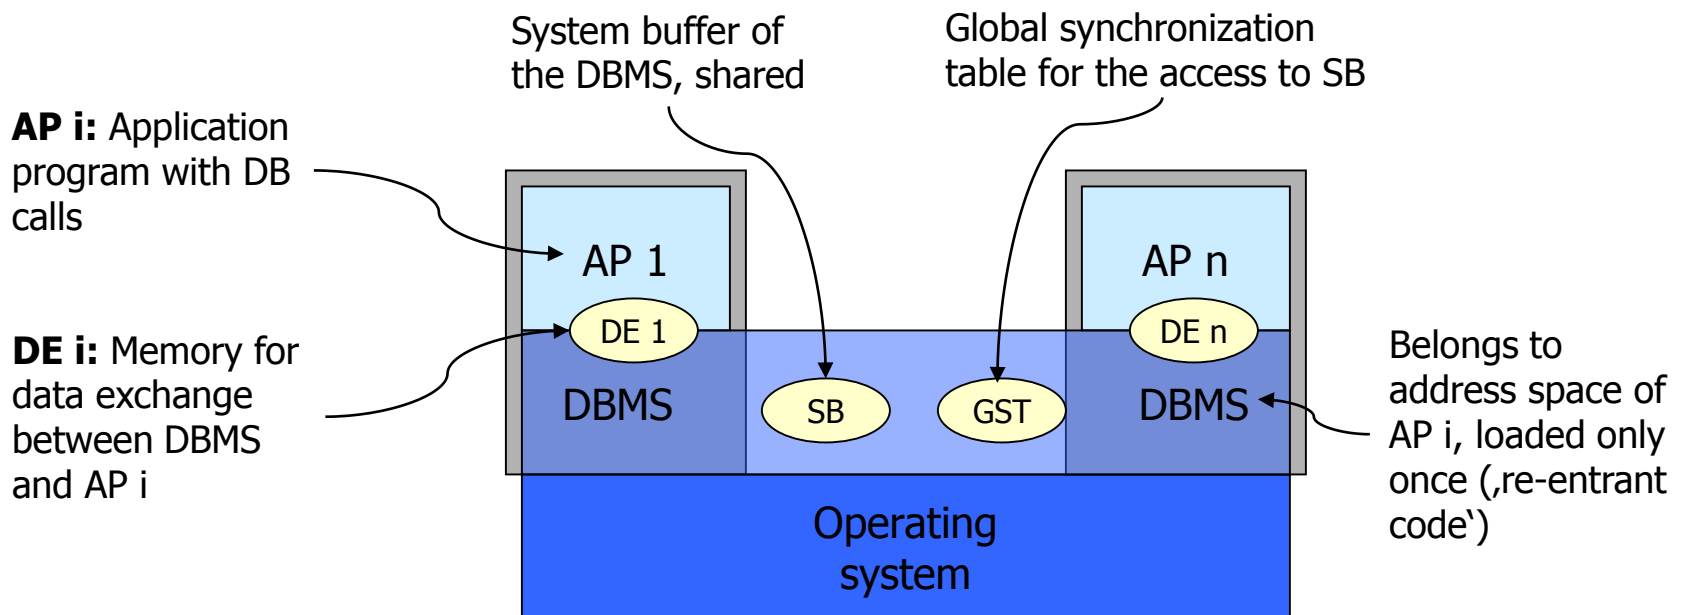 System buffer of
the DBMS, shared
Global synchronization
table for the access to SB
AP i: Application
program with DB
calls
AP 1
AP n
DE i: Memory for
data exchange
between DBMS
and AP i
DE 1
DE n
DBMS
SB
GST
DBMS
Belongs to
address space of
AP i, loaded only
once (‚re-entrant
code‘)
Operating
system